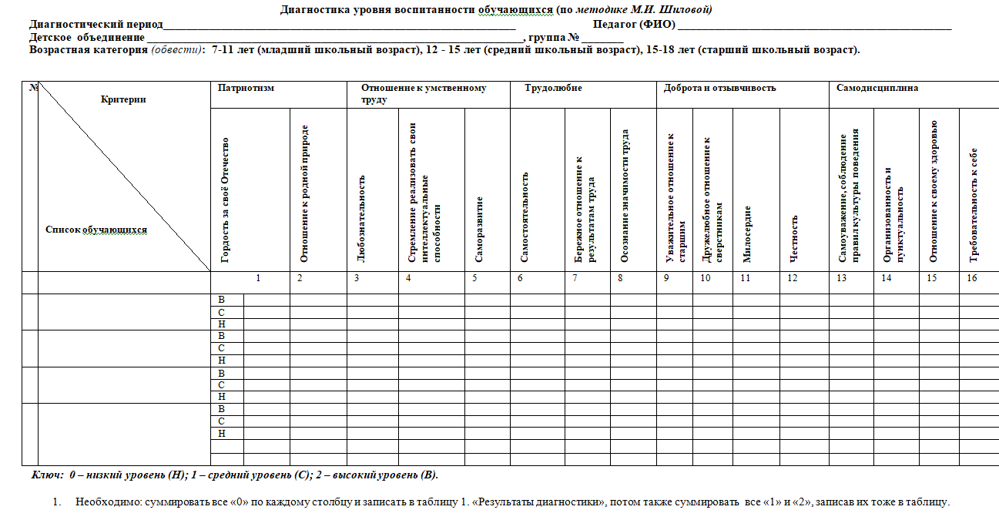 Диагностика уровня воспитанности обучающихся (по методике М.И. Шиловой)
Диагностический период____________________ Педагог (ФИО) ____________________
Детское объединение ____________________, группа № _______
Возрастная категория (обвести): 7-11 лет (младший школьный возраст), 12 - 15 лет (средний школьный возраст), 15-18 лет (старший школьный возраст).
№
Критерии
Список обучающихся
Патриотизм
Отношение к умственному
труду
Трудолюбие
Доброта и отзывчивость
Самодисциплина
Гордость за своё Отечество
Отношение к родной природе
Любознательность
Стремление реализовать свои
интеллектуальные
способности
Саморазвитие
Самостоятельность
Бережное отношение к
результатам труда
Осознание значимости труда
Уважительное отношение к
старшим
Дружелюбное отношение к
сверстникам
Милосердие
Честность
Самоуважение, соблюдение
правил культуры поведения
Организованность и
пунктуальность
Отношение к своему здоровью
Требовательность к себе
1 2 3 4 5 6 7 8 9 10 11 12 13 14 15 16
В
С
Н
В
С
Н
В
С
Н
В
С
Н
Ключ: 0 – низкий уровень (Н); 1 – средний уровень (С); 2 – высокий уровень (В).
1. Необходимо: суммировать все «0» по каждому столбцу и записать в таблицу 1. «Результаты диагностики», потом также суммировать все «1» и «2», записав их тоже в таблицу.